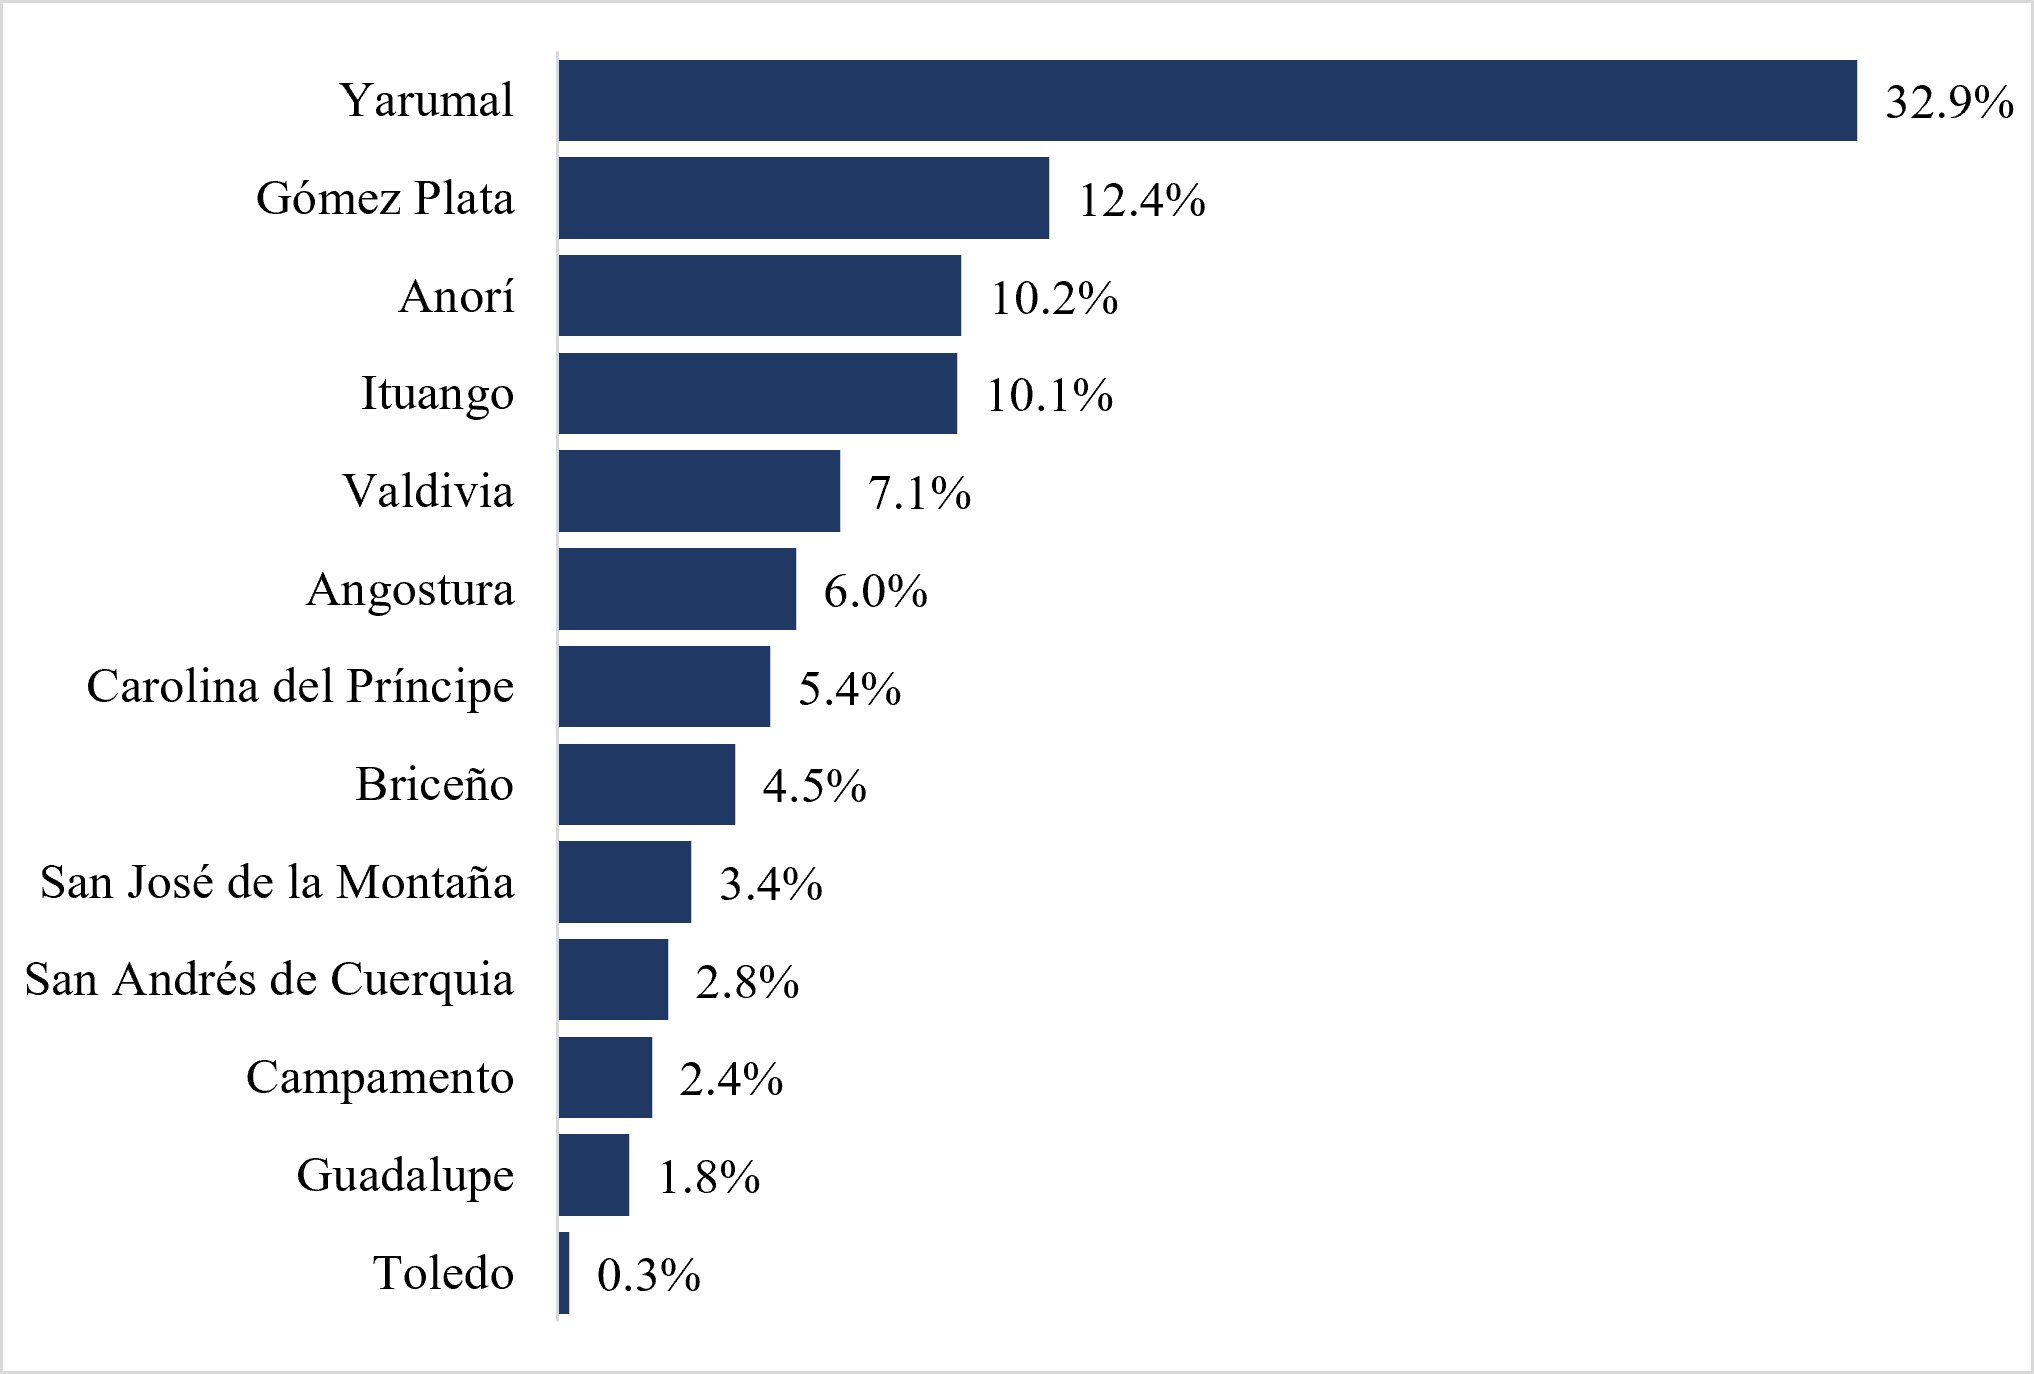 Yarumal 32.9%
Gómez Plata 12.4%
Anorí 10.2%
Ituango 10.1%
Valdivia 7.1%
Angostura 6.0%
Carolina del Príncipe 5.4%
Briceño 4.5%
San José de la Montaña 3.4%
San Andrés de Cuerquia 2.8%
Campamento 2.4%
Guadalupe 1.8%
Toledo 0.3%